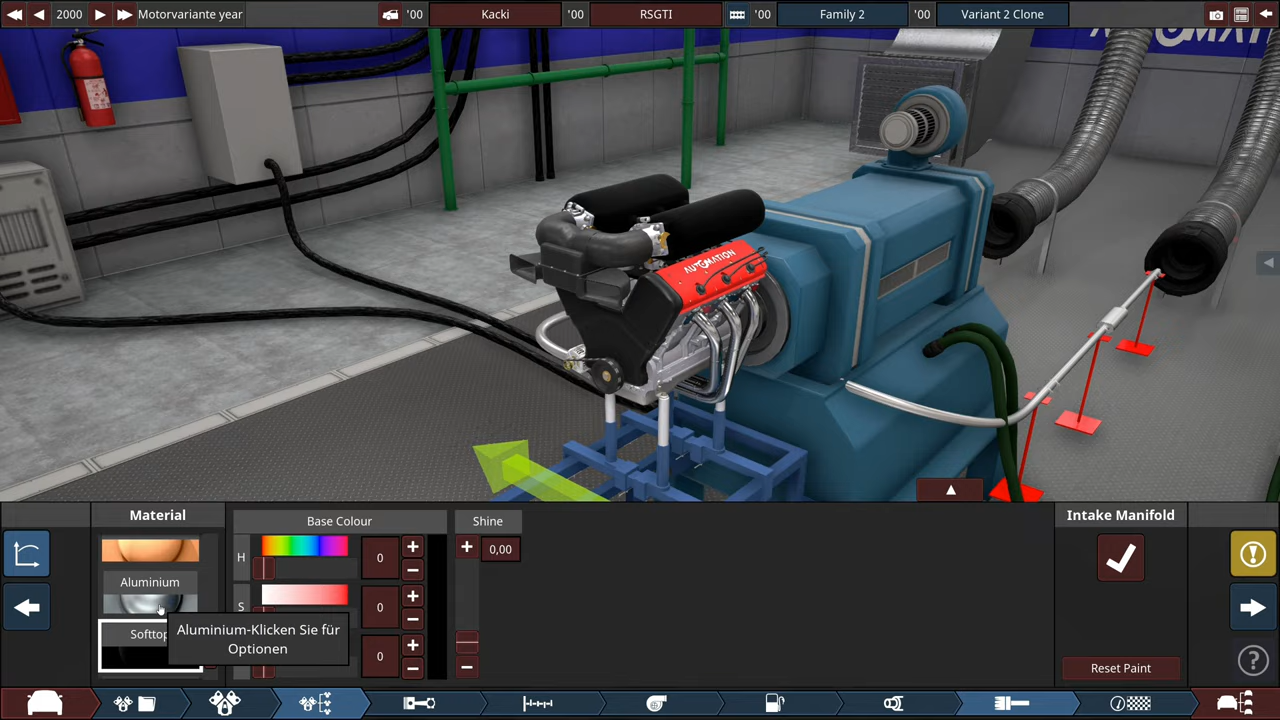 2000 Motorvariante year '00 Kacki '00 RSGTI '00 Family 2 '00 Variant 2 Clone
AUTOMATION
Material
Base Colour
Shine
Intake Manifold
H
0
0,00
Aluminium
S
0
Softtop
Aluminium-Klicken Sie für
Optionen
0
Reset Paint